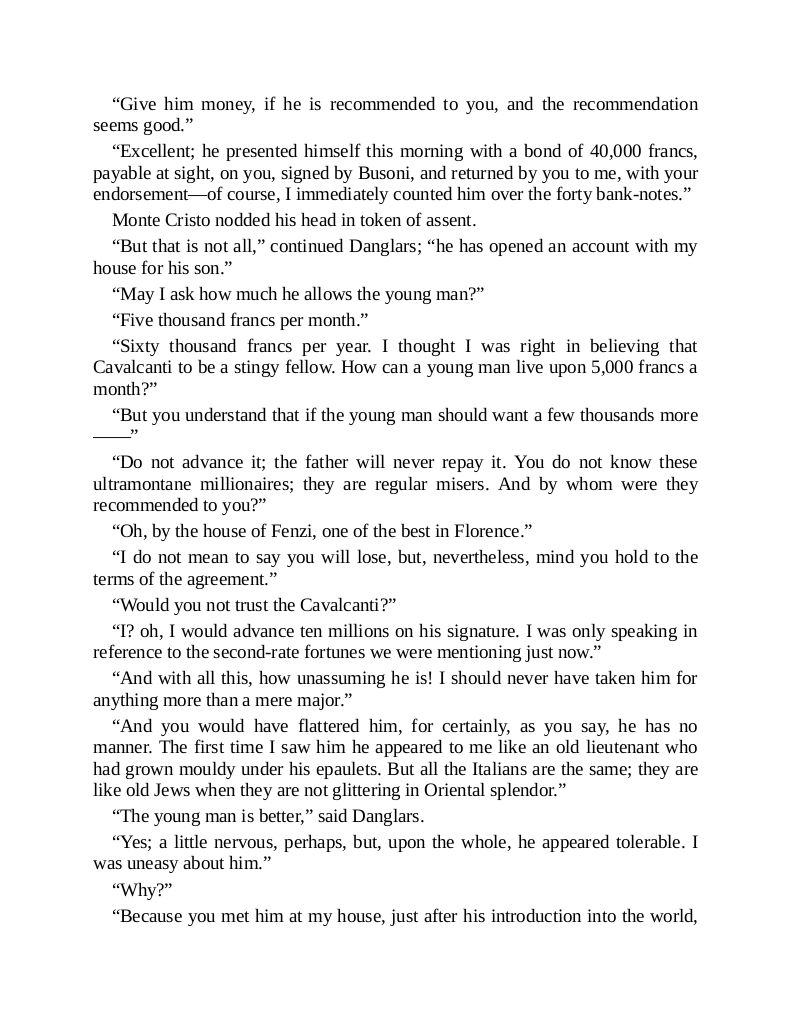 “Give him money, if he is recommended to you, and the recommendation
seems good.”
“Excellent; he presented himself this morning with a bond of 40,000 francs,
payable at sight, on you, signed by Busoni, and returned by you to me, with your
endorsement—of course, I immediately counted him over the forty bank-notes.”
Monte Cristo nodded his head in token of assent.
“But that is not all,” continued Danglars; “he has opened an account with my
house for his son.”
“May I ask how much he allows the young man?”
“Five thousand francs per month.”
“Sixty thousand francs per year. I thought I was right in believing that
Cavalcanti to be a stingy fellow. How can a young man live upon 5,000 francs a
month?”
“But you understand that if the young man should want a few thousands more
——”
“Do not advance it; the father will never repay it. You do not know these
ultramontane millionaires; they are regular misers. And by whom were they
recommended to you?”
“Oh, by the house of Fenzi, one of the best in Florence.”
“I do not mean to say you will lose, but, nevertheless, mind you hold to the
terms of the agreement.”
“Would you not trust the Cavalcanti?”
“I? oh, I would advance ten millions on his signature. I was only speaking in
reference to the second-rate fortunes we were mentioning just now.”
“And with all this, how unassuming he is! I should never have taken him for
anything more than a mere major.”
“And you would have flattered him, for certainly, as you say, he has no
manner. The first time I saw him he appeared to me like an old lieutenant who
had grown mouldy under his epaulets. But all the Italians are the same; they are
like old Jews when they are not glittering in Oriental splendor.”
“The young man is better,” said Danglars.
“Yes; a little nervous, perhaps, but, upon the whole, he appeared tolerable. I
was uneasy about him.”
“Why?”
“Because you met him at my house, just after his introduction into the world,